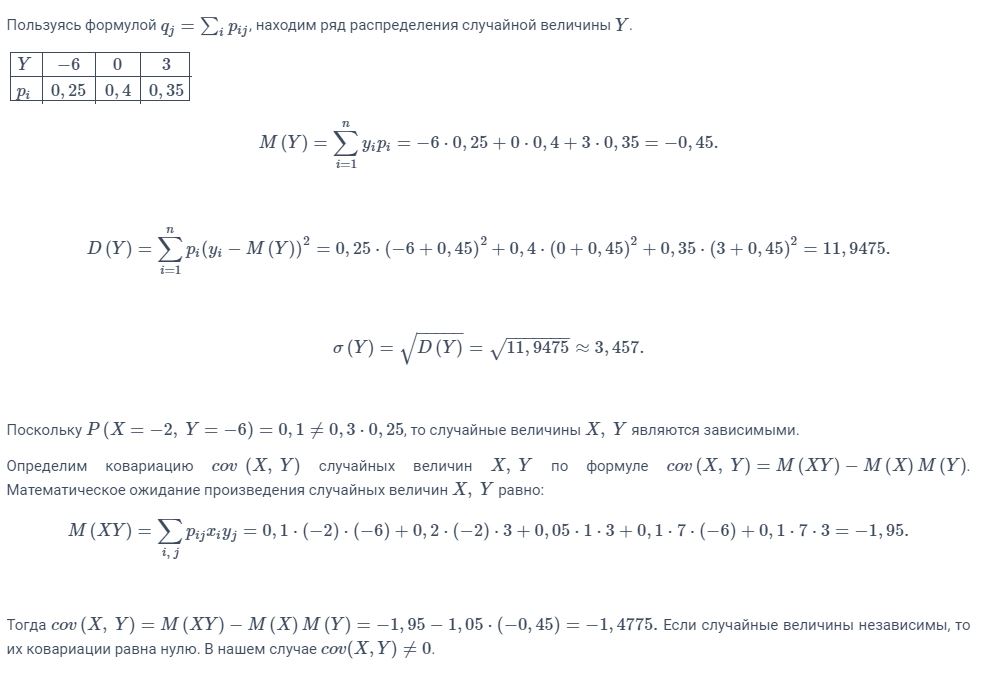 Пользуясь формулой $q_j = \sum_i p_{ij}$, находим ряд распределения случайной величины $Y$.
Y −6 0 3
$p_i$ 0,25 0,4 0,35
$M(Y) = \sum_{i=1}^{n} y_i p_i = -6 \cdot 0,25 + 0 \cdot 0,4 + 3 \cdot 0,35 = -0,45.$
$D(Y) = \sum_{i=1}^{n} p_i (y_i - M(Y))^2 = 0,25 \cdot (-6 + 0,45)^2 + 0,4 \cdot (0 + 0,45)^2 + 0,35 \cdot (3 + 0,45)^2 = 11,9475.$
$\sigma(Y) = \sqrt{D(Y)} = \sqrt{11,9475} \approx 3,457.$
Поскольку $P(X = -2,\ Y = -6) = 0,1 \neq 0,3 \cdot 0,25$, то случайные величины $X,\ Y$ являются зависимыми.
Определим ковариацию $cov\ (X,\ Y)$ случайных величин $X,\ Y$ по формуле $cov(X,\ Y) = M(XY) - M(X)M(Y)$.
Математическое ожидание произведения случайных величин $X,\ Y$ равно:
$M(XY) = \sum_{i,\ j} p_{ij} x_i y_j = 0,1 \cdot (-2) \cdot (-6) + 0,2 \cdot (-2) \cdot 3 + 0,05 \cdot 1 \cdot 3 + 0,1 \cdot 7 \cdot (-6) + 0,1 \cdot 7 \cdot 3 = -1,95.$
Тогда $cov(X,\ Y) = M(XY) - M(X)M(Y) = -1,95 - 1,05 \cdot (-0,45) = -1,4775.$ Если случайные величины независимы, то
их ковариации равна нулю. В нашем случае $cov(X,Y) \neq 0$.